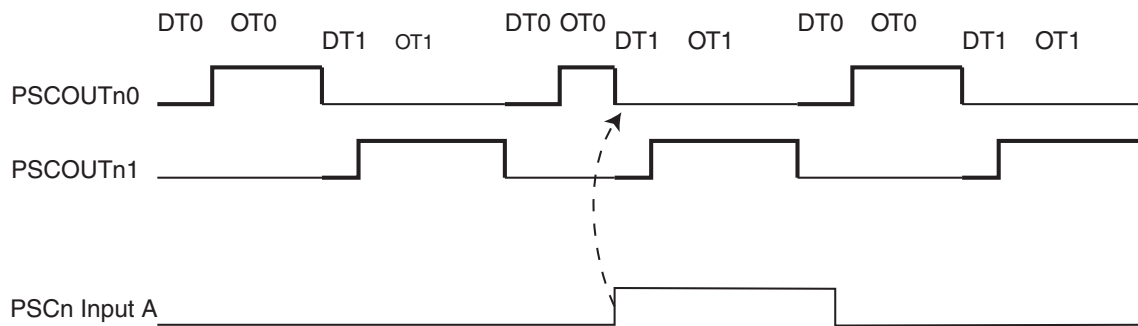 DT0 OT0 DT0 OT0 DT0 OT0
DT1 OT1 DT1 OT1 DT1 OT1
PSCOUTn0
PSCOUTn1
PSCn Input A